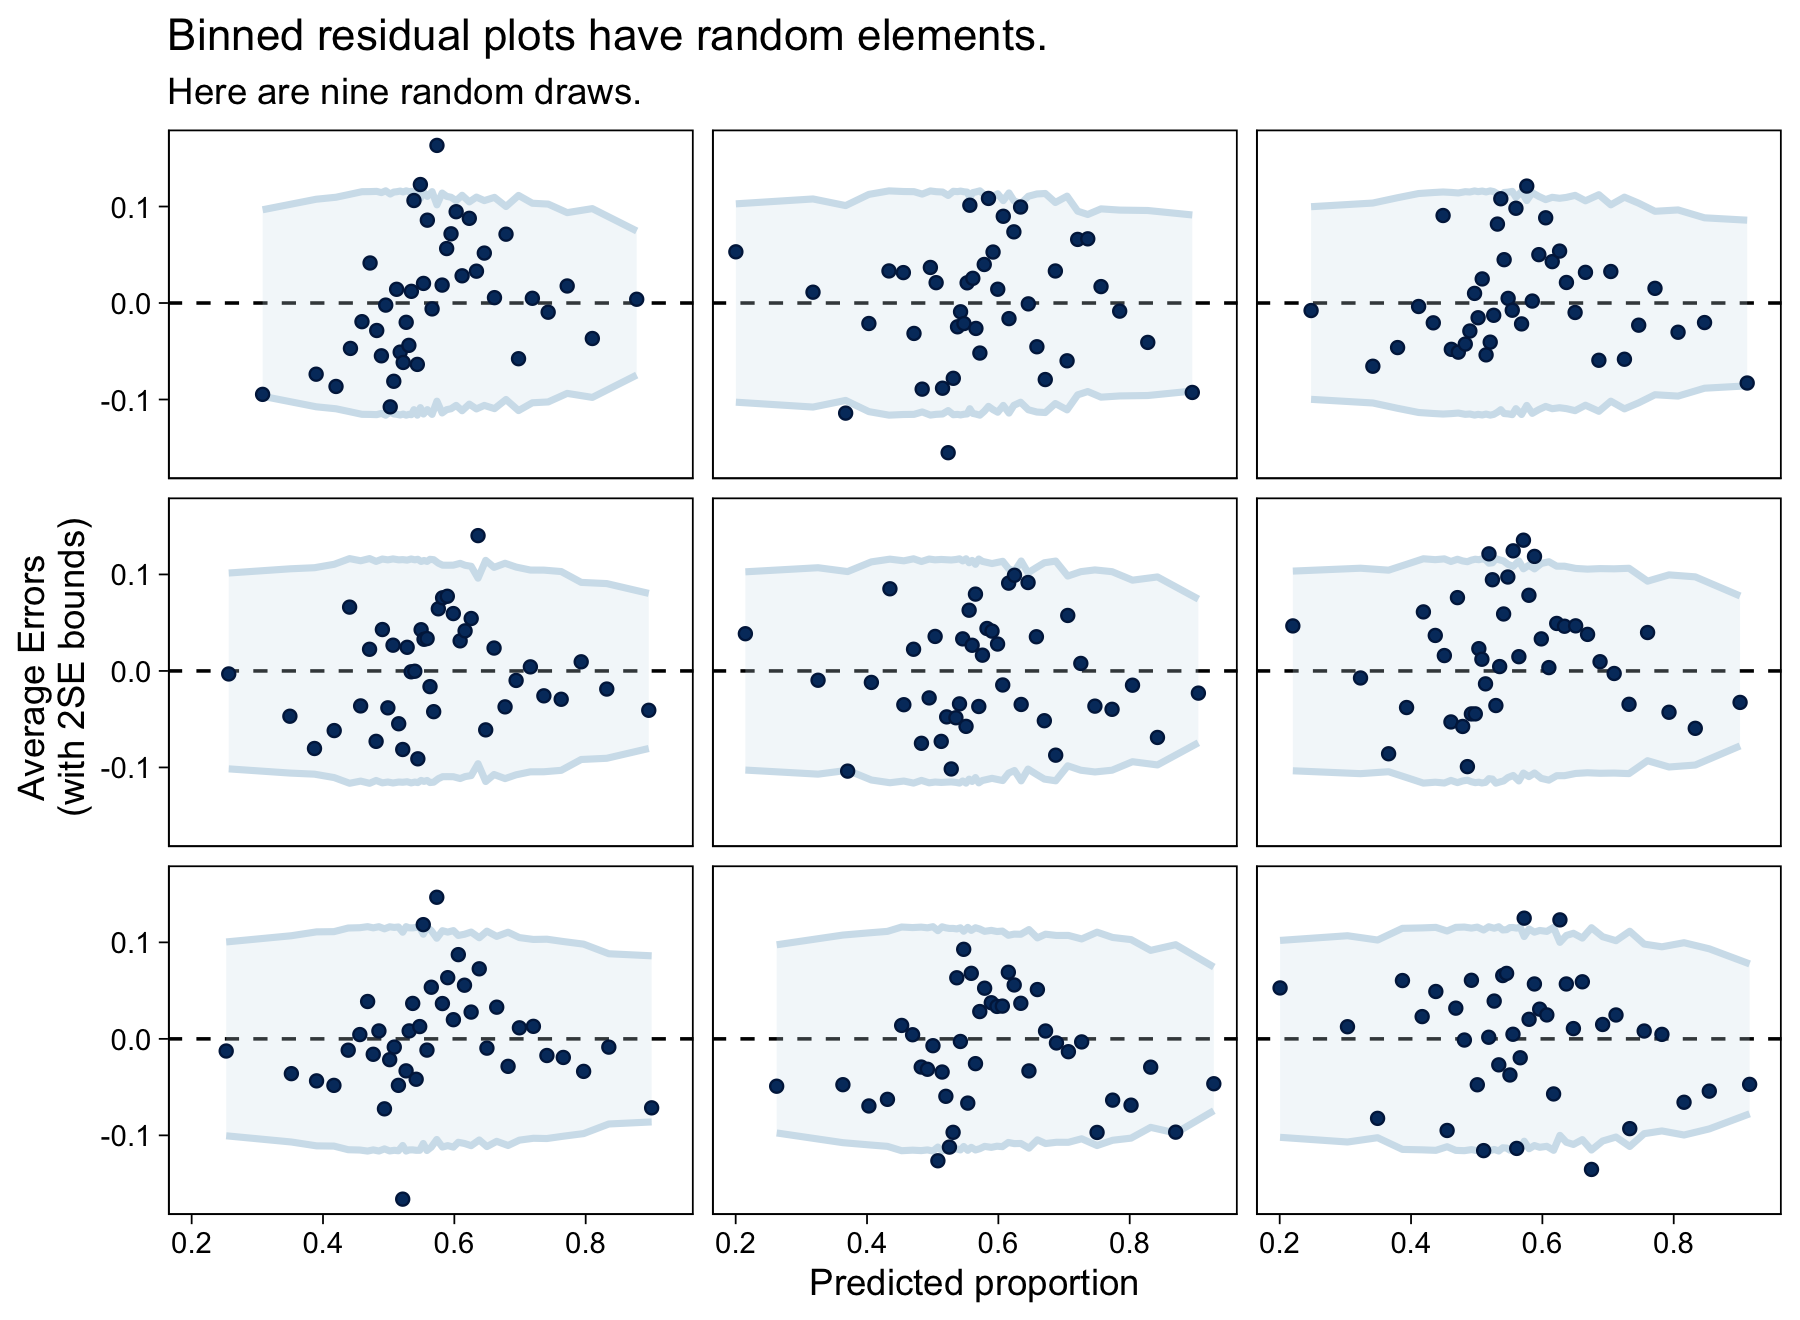 Binned residual plots have random elements.
Here are nine random draws.
Average Errors
(with 2SE bounds)
0.1
0.0
-0.1
0.1
0.0
-0.1
0.1
0.0
-0.1
0.2 0.4 0.6 0.8 0.2 0.4 0.6 0.8 0.2 0.4 0.6 0.8
Predicted proportion